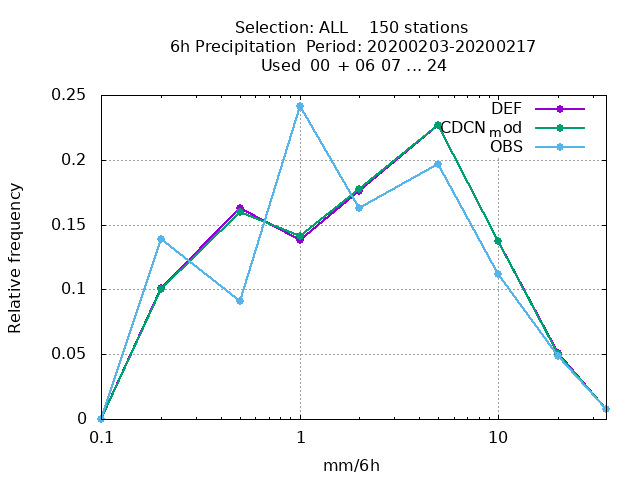 Selection: ALL    150 stations
6h Precipitation  Period: 20200203-20200217
Used  00  + 06 07 ... 24
Relative frequency
0.25
0.2
0.15
0.1
0.05
0
0.1
1
10
mm/6h
DEF
CDCN_mod
OBS